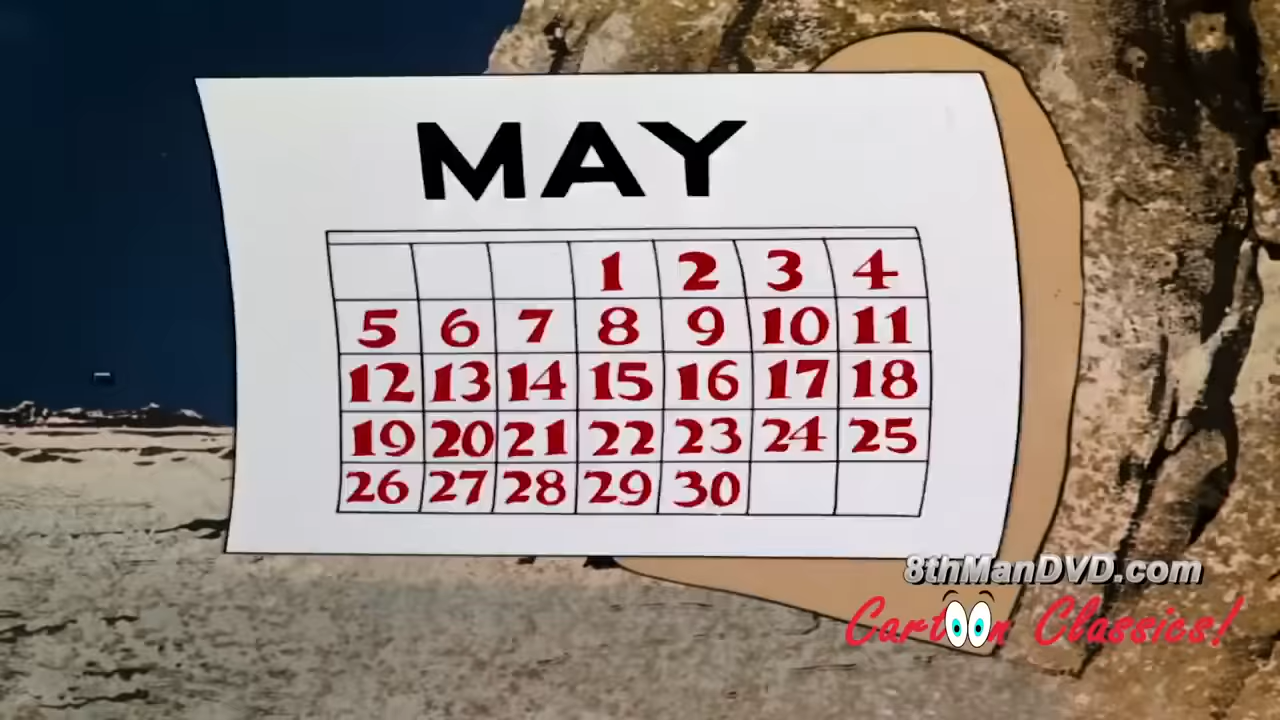 MAY
1 2 3 4
5 6 7 8 9 10 11
12 13 14 15 16 17 18
19 20 21 22 23 24 25
26 27 28 29 30
8thManDVD.com
Cartoon Classics!